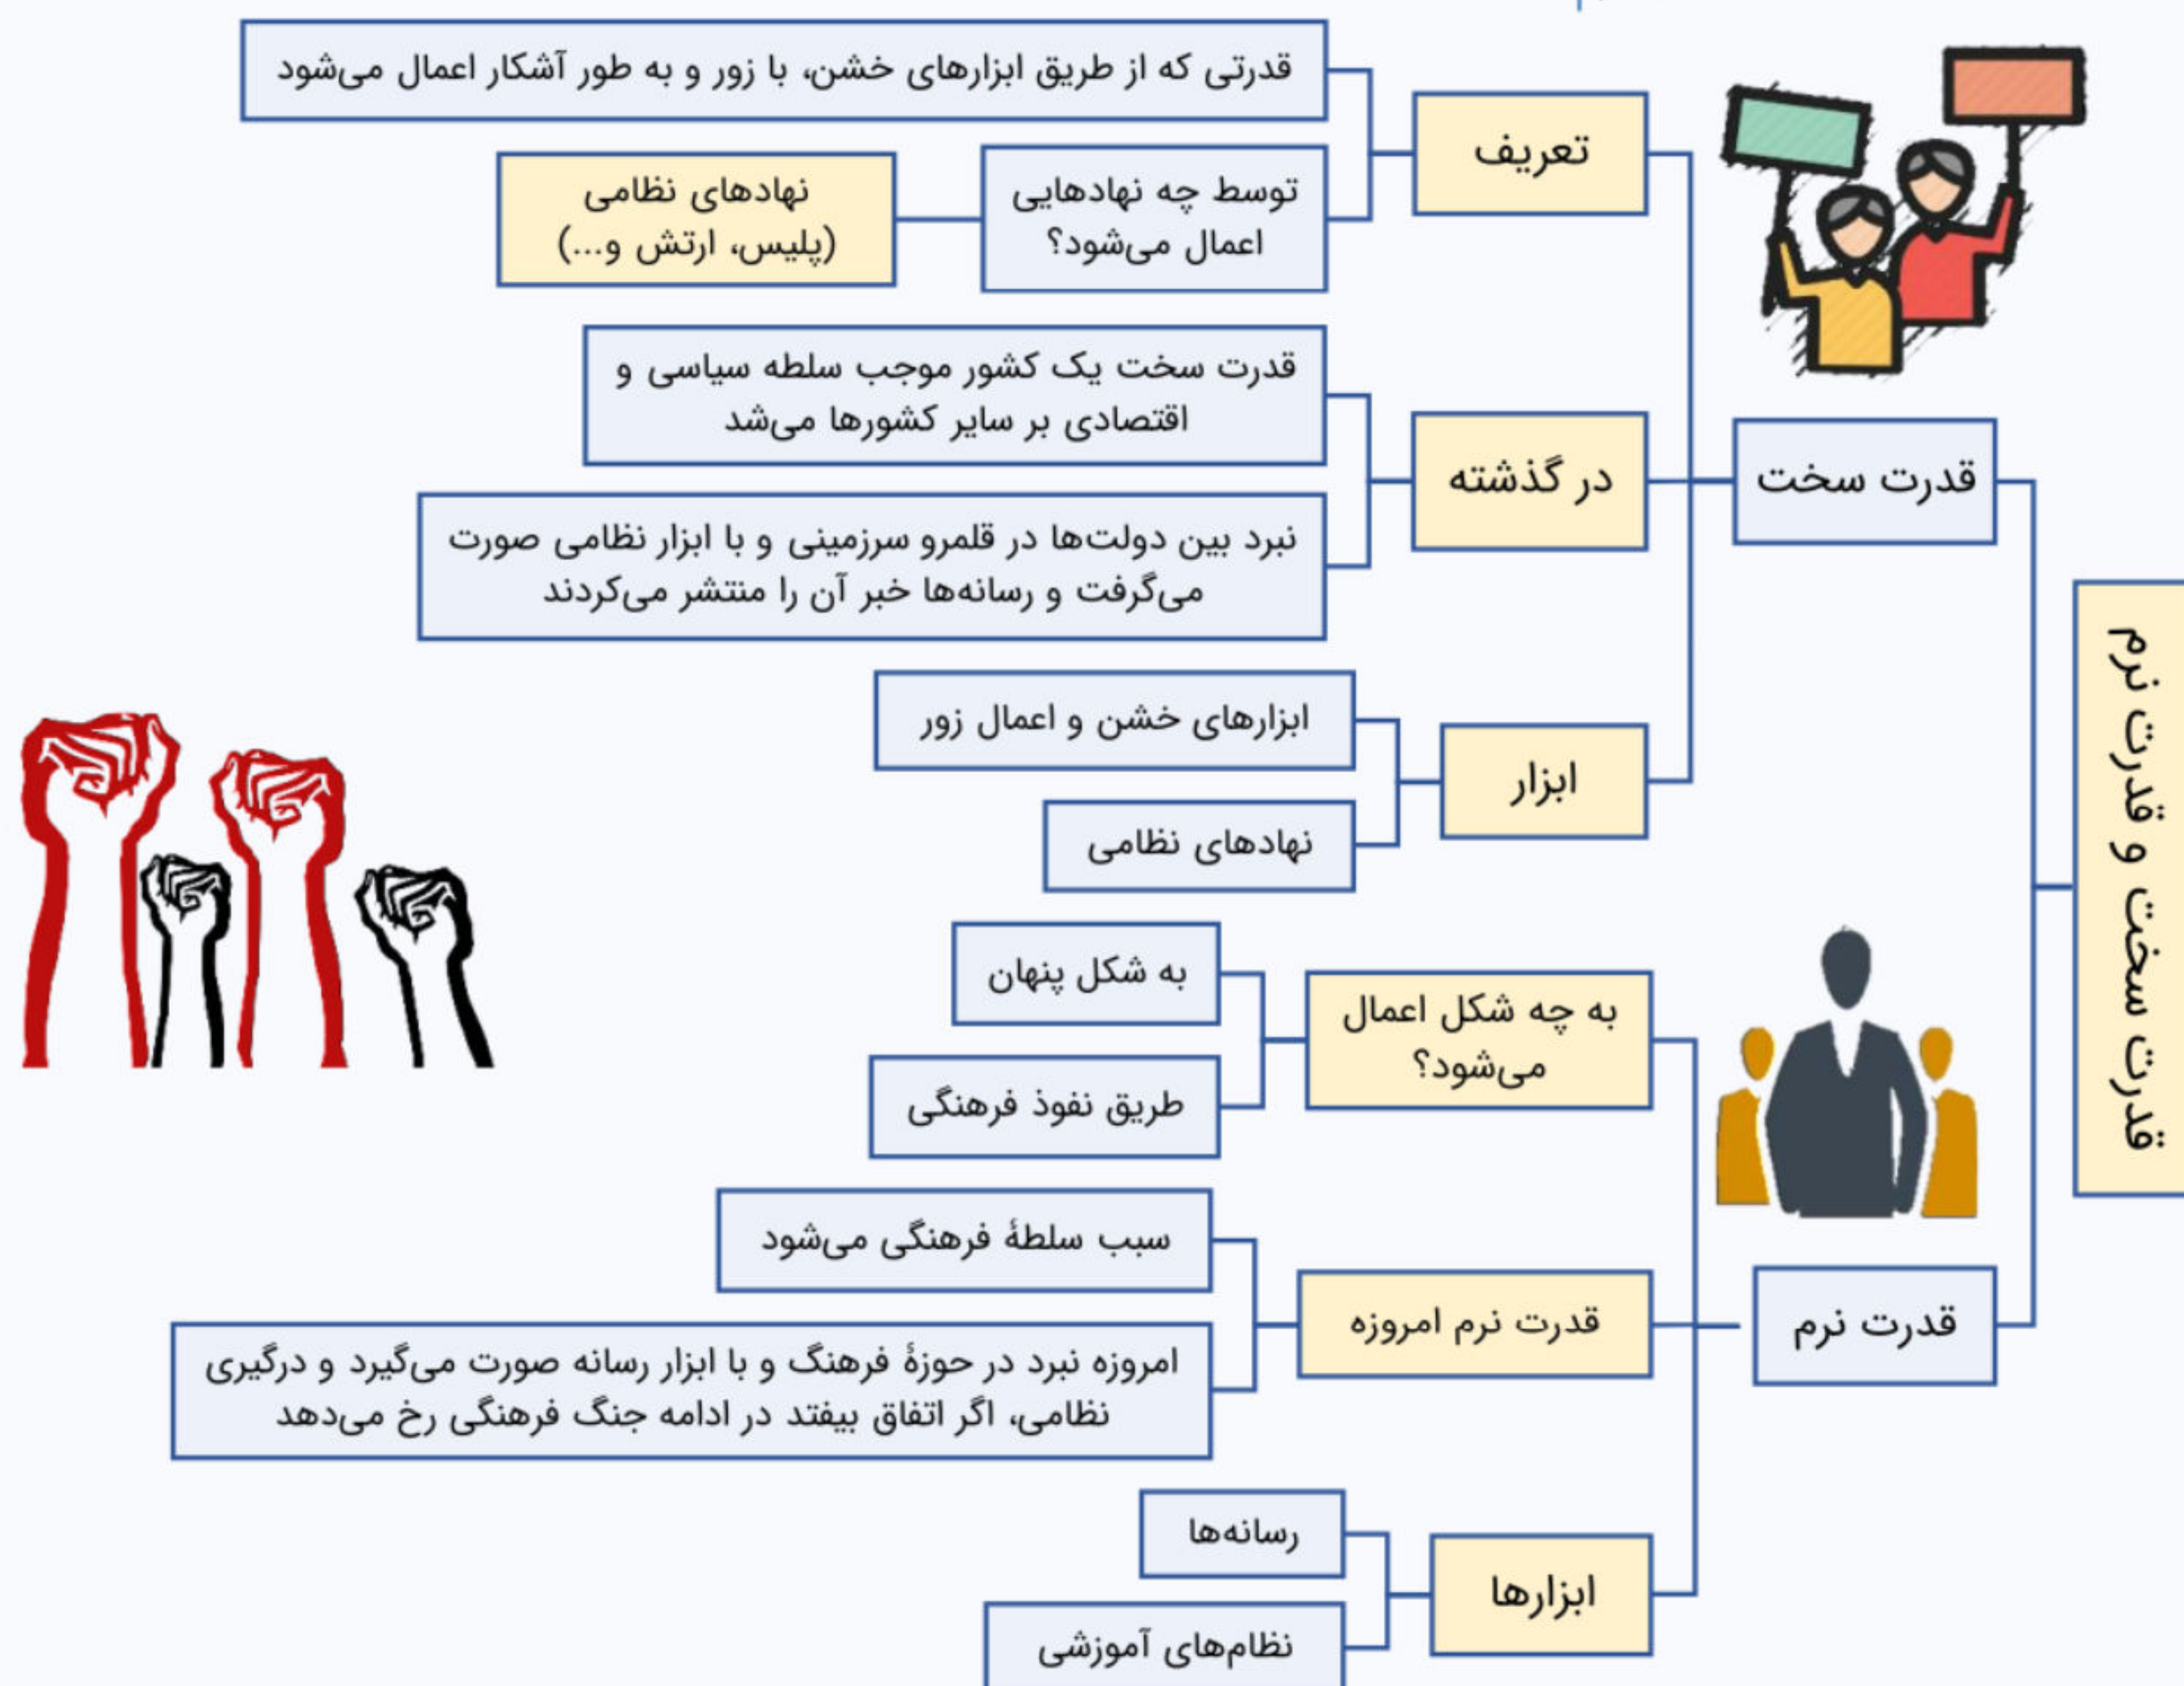 قدرت سخت و قدرت نرم
قدرت سخت
تعریف
قدرتی که از طریق ابزارهای خشن، با زور و به طور آشکار اعمال می‌شود
توسط چه نهادهایی
اعمال می‌شود؟
نهادهای نظامی
(پلیس، ارتش و...)
در گذشته
قدرت سخت یک کشور موجب سلطه سیاسی و
اقتصادی بر سایر کشورها می‌شد
نبرد بین دولت‌ها در قلمرو سرزمینی و با ابزار نظامی صورت
می‌گرفت و رسانه‌ها خبر آن را منتشر می‌کردند
ابزار
ابزارهای خشن و اعمال زور
نهادهای نظامی
قدرت نرم
به چه شکل اعمال
می‌شود؟
به شکل پنهان
طریق نفوذ فرهنگی
قدرت نرم امروزه
سبب سلطهٔ فرهنگی می‌شود
امروزه نبرد در حوزهٔ فرهنگ و با ابزار رسانه صورت می‌گیرد و درگیری
نظامی، اگر اتفاق بیفتد در ادامه جنگ فرهنگی رخ می‌دهد
ابزارها
رسانه‌ها
نظام‌های آموزشی